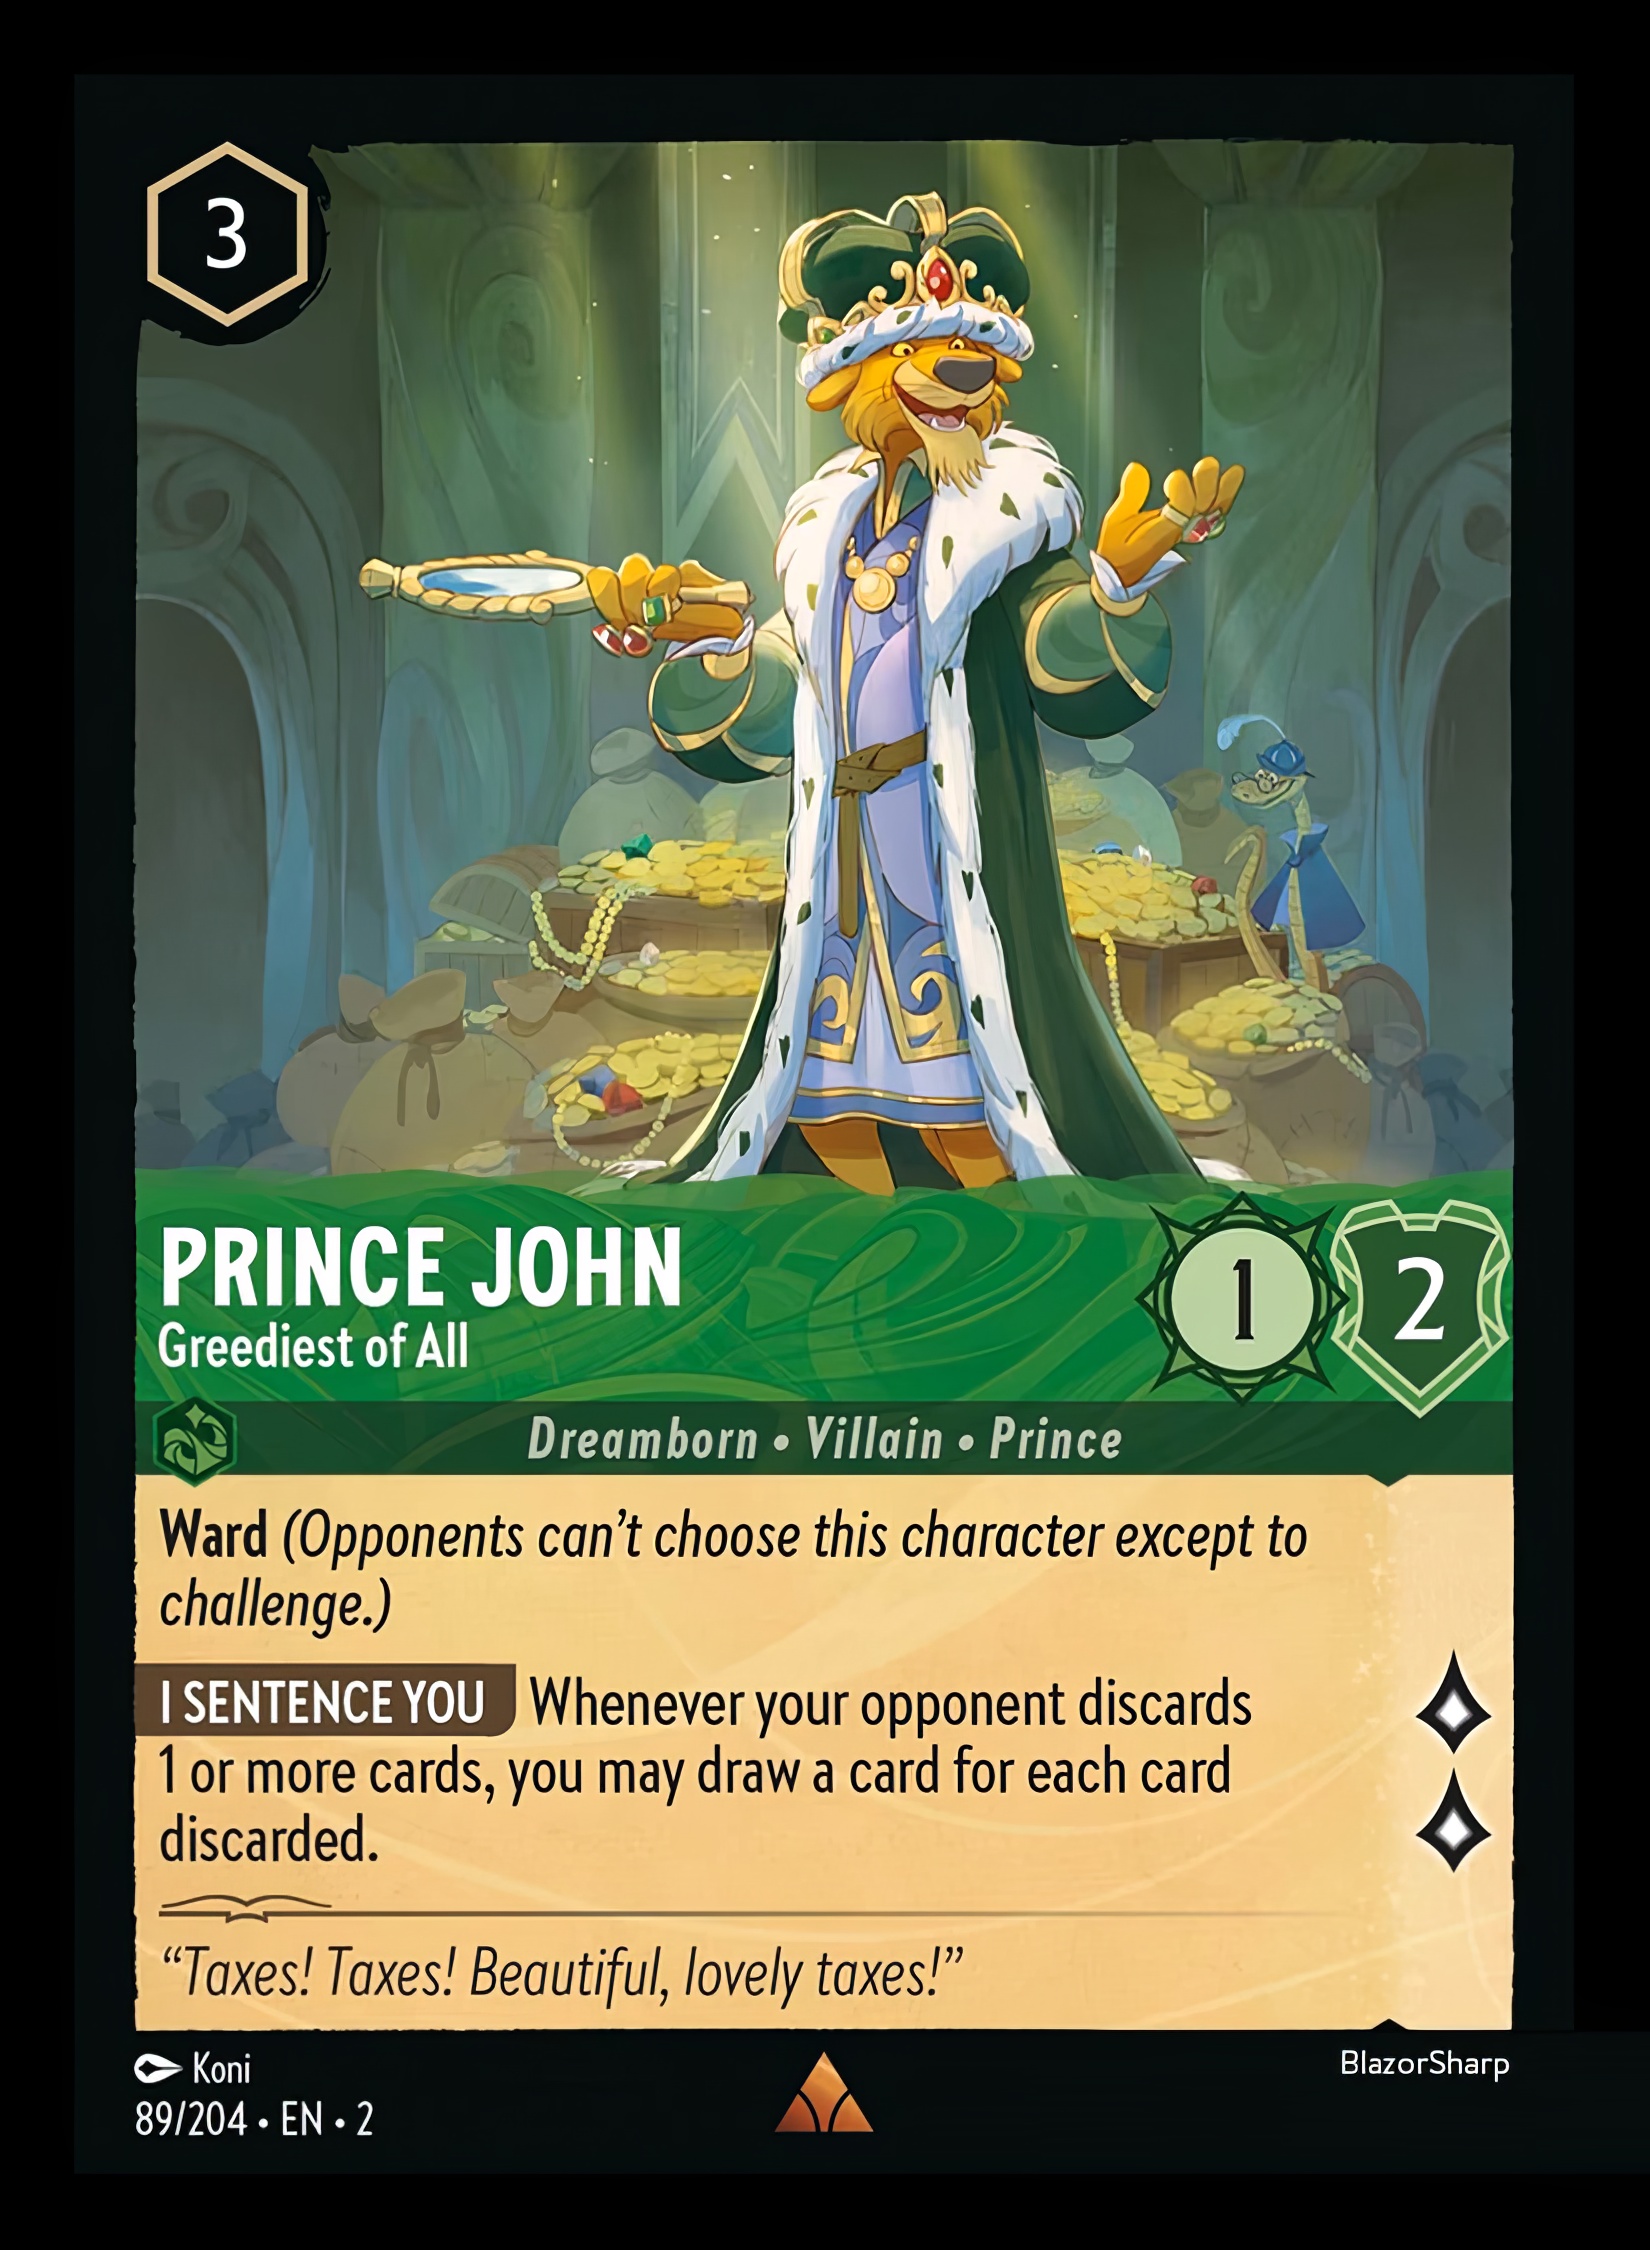 3
PRINCE JOHN
Greediest of All
1 2
Dreamborn • Villain • Prince
Ward (Opponents can’t choose this character except to
challenge.)
I SENTENCE YOU Whenever your opponent discards
1 or more cards, you may draw a card for each card
discarded.
“Taxes! Taxes! Beautiful, lovely taxes!”
Koni
BlazorSharp
89/204 • EN • 2